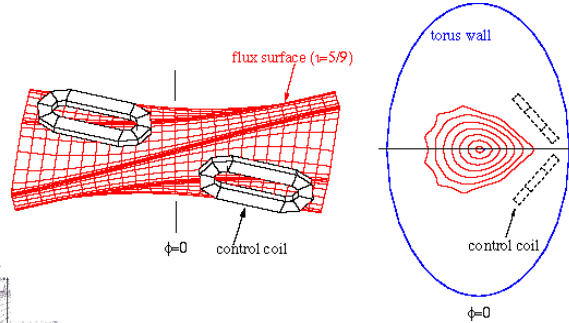 flux surface (ι=5/9)
ϕ=0
control coil
torus wall
control coil
ϕ=0